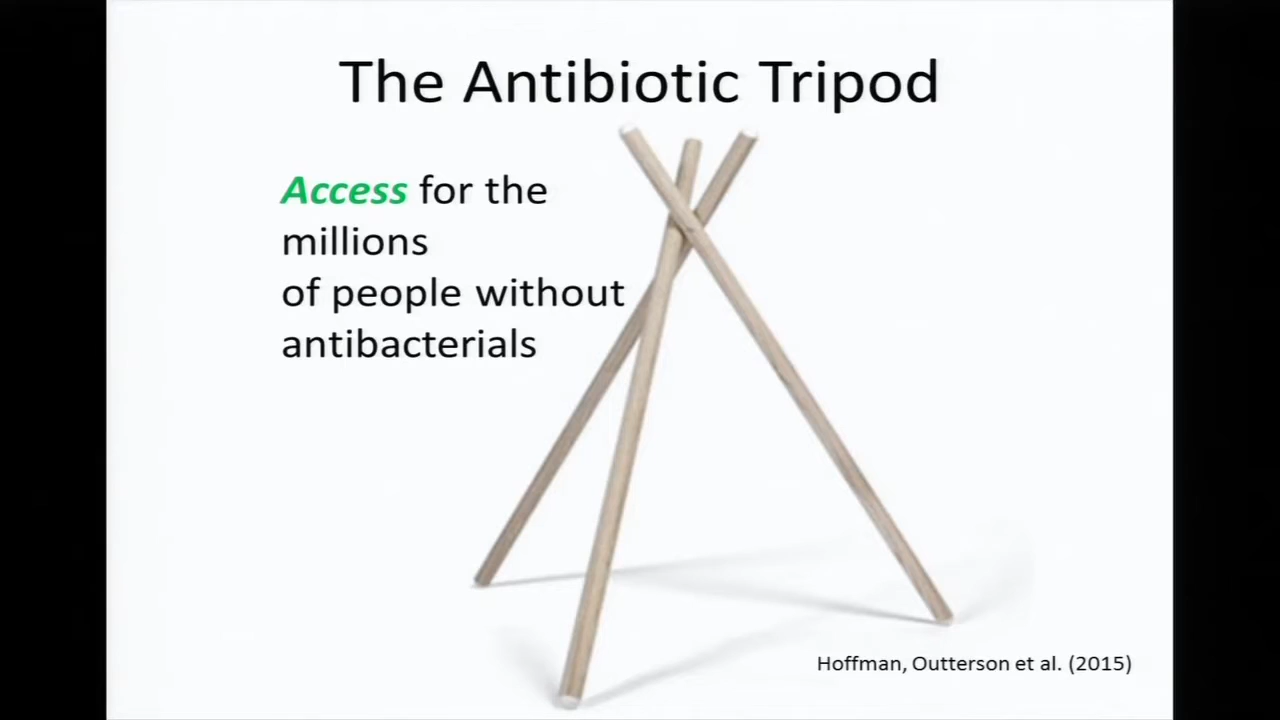 The Antibiotic Tripod
Access for the
millions
of people without
antibacterials
Hoffman, Outterson et al. (2015)